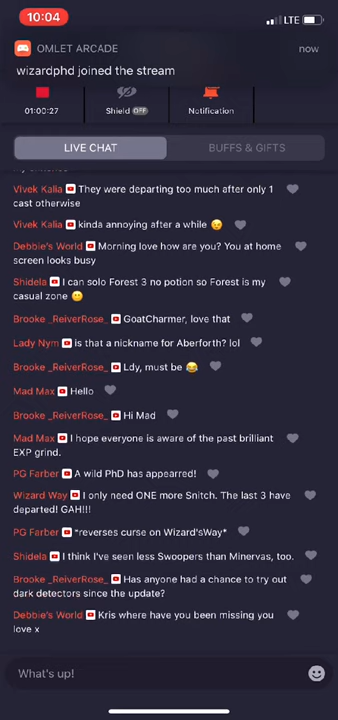 10:04
LTE
OMLET ARCADE
now
wizardphd joined the stream
01:00:27
Shield OFF
Notification
LIVE CHAT
BUFFS & GIFTS
Vivek Kalia They were departing too much after only 1
cast otherwise
Vivek Kalia kinda annoying after a while 😉
Debbie's World Morning love how are you? You at home
screen looks busy
Shidela I can solo Forest 3 no potion so Forest is my
casual zone 🙂
Brooke _ReiverRose_ GoatCharmer, love that
Lady Nym is that a nickname for Aberforth? lol
Brooke _ReiverRose_ Ldy, must be 😂
Mad Max Hello
Brooke _ReiverRose_ Hi Mad
Mad Max I hope everyone is aware of the past brilliant
EXP grind.
PG Farber A wild PhD has apearred!
Wizard Way I only need ONE more Snitch. The last 3 have
departed! GAH!!!
PG Farber *reverses curse on Wizard'sWay*
Shidela I think I've seen less Swoopers than Minervas, too.
Brooke _ReiverRose_ Has anyone had a chance to try out
dark detectors since the update?
Debbie's World Kris where have you been missing you
love x
What's up!